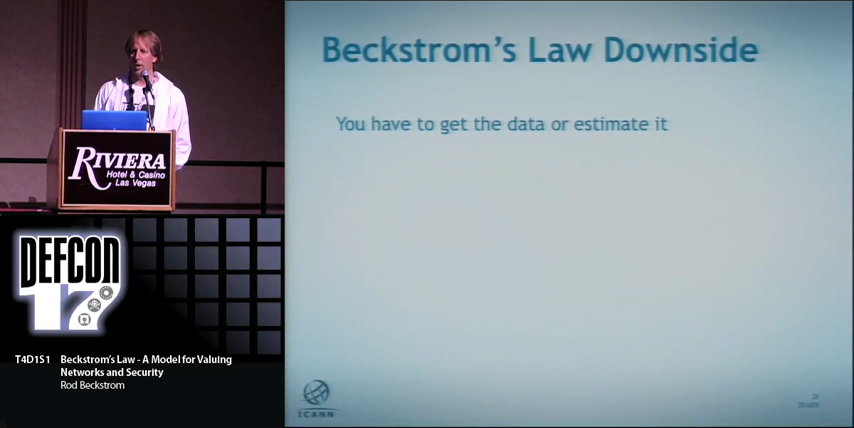 Beckstrom's Law Downside
You have to get the data or estimate it
RIVIERA
Hotel & Casino
Las Vegas
DEFCON
17
T4D1S1 Beckstrom's Law - A Model for Valuing
Networks and Security
Rod Beckstrom
ICANN